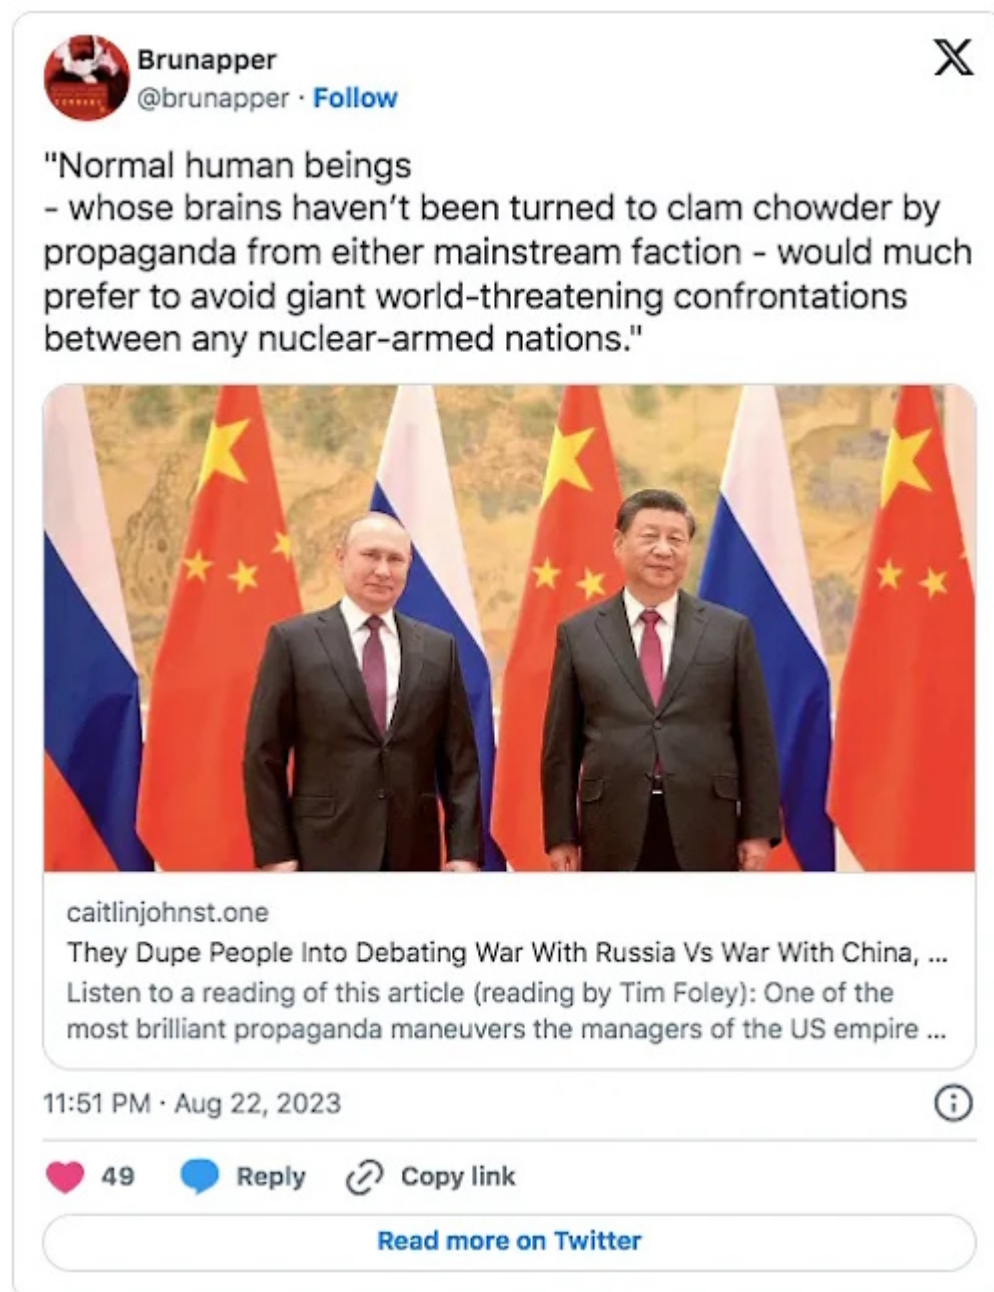 Brunapper
@brunapper · Follow
"Normal human beings
- whose brains haven't been turned to clam chowder by
propaganda from either mainstream faction - would much
prefer to avoid giant world-threatening confrontations
between any nuclear-armed nations."
caitlinjohnst.one
They Dupe People Into Debating War With Russia Vs War With China, ...
Listen to a reading of this article (reading by Tim Foley): One of the
most brilliant propaganda maneuvers the managers of the US empire ...
11:51 PM · Aug 22, 2023
49 Reply Copy link
Read more on Twitter